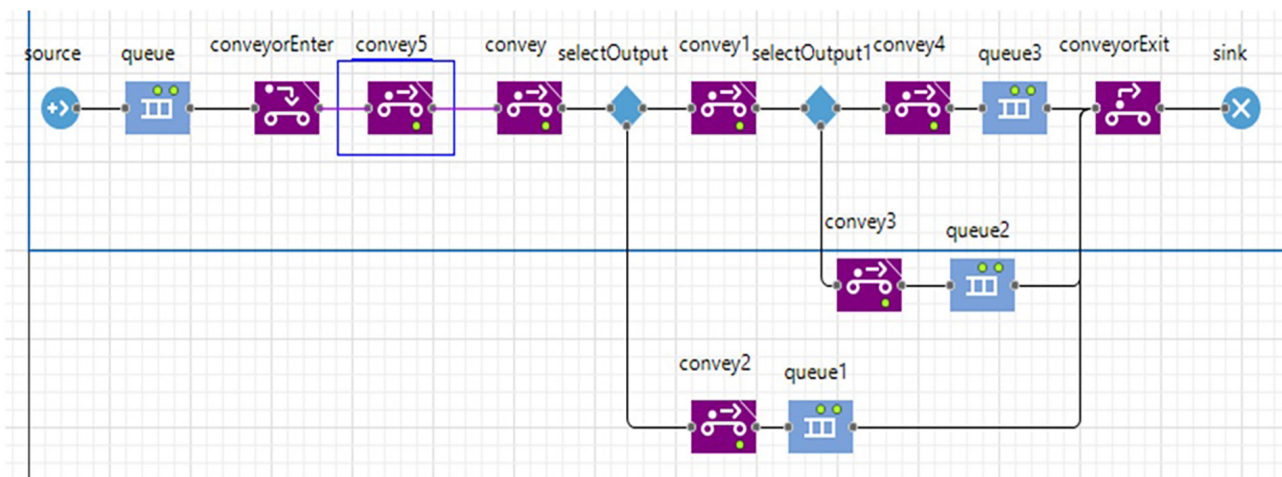 source
queue
conveyorEnter
convey5
convey
selectOutput
convey1
selectOutput1
convey4
queue3
conveyorExit
sink
convey3
queue2
convey2
queue1